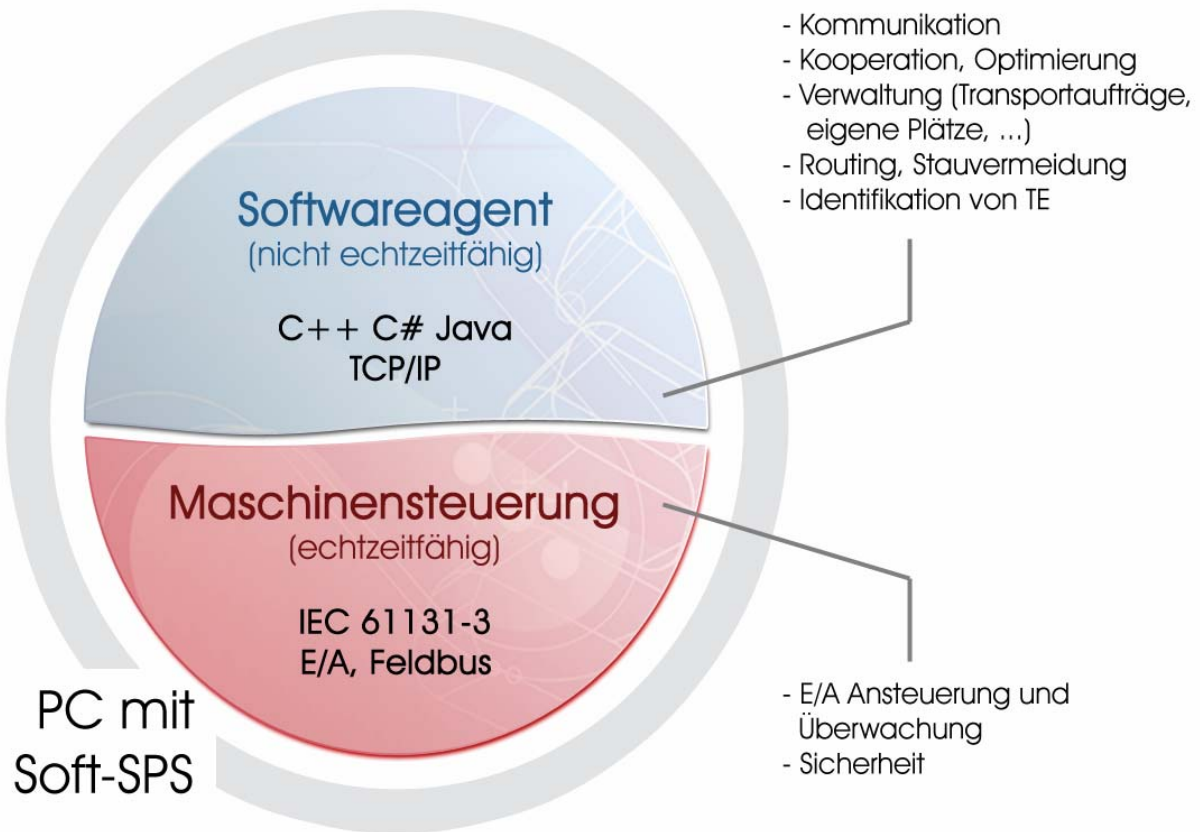 - Kommunikation
- Kooperation, Optimierung
- Verwaltung (Transportaufträge,
eigene Plätze, ...)
- Routing, Stauvermeidung
- Identifikation von TE
Softwareagent
(nicht echtzeitfähig)
C++ C# Java
TCP/IP
Maschinensteuerung
(echtzeitfähig)
IEC 61131-3
E/A, Feldbus
PC mit
Soft-SPS
- E/A Ansteuerung und
Überwachung
- Sicherheit